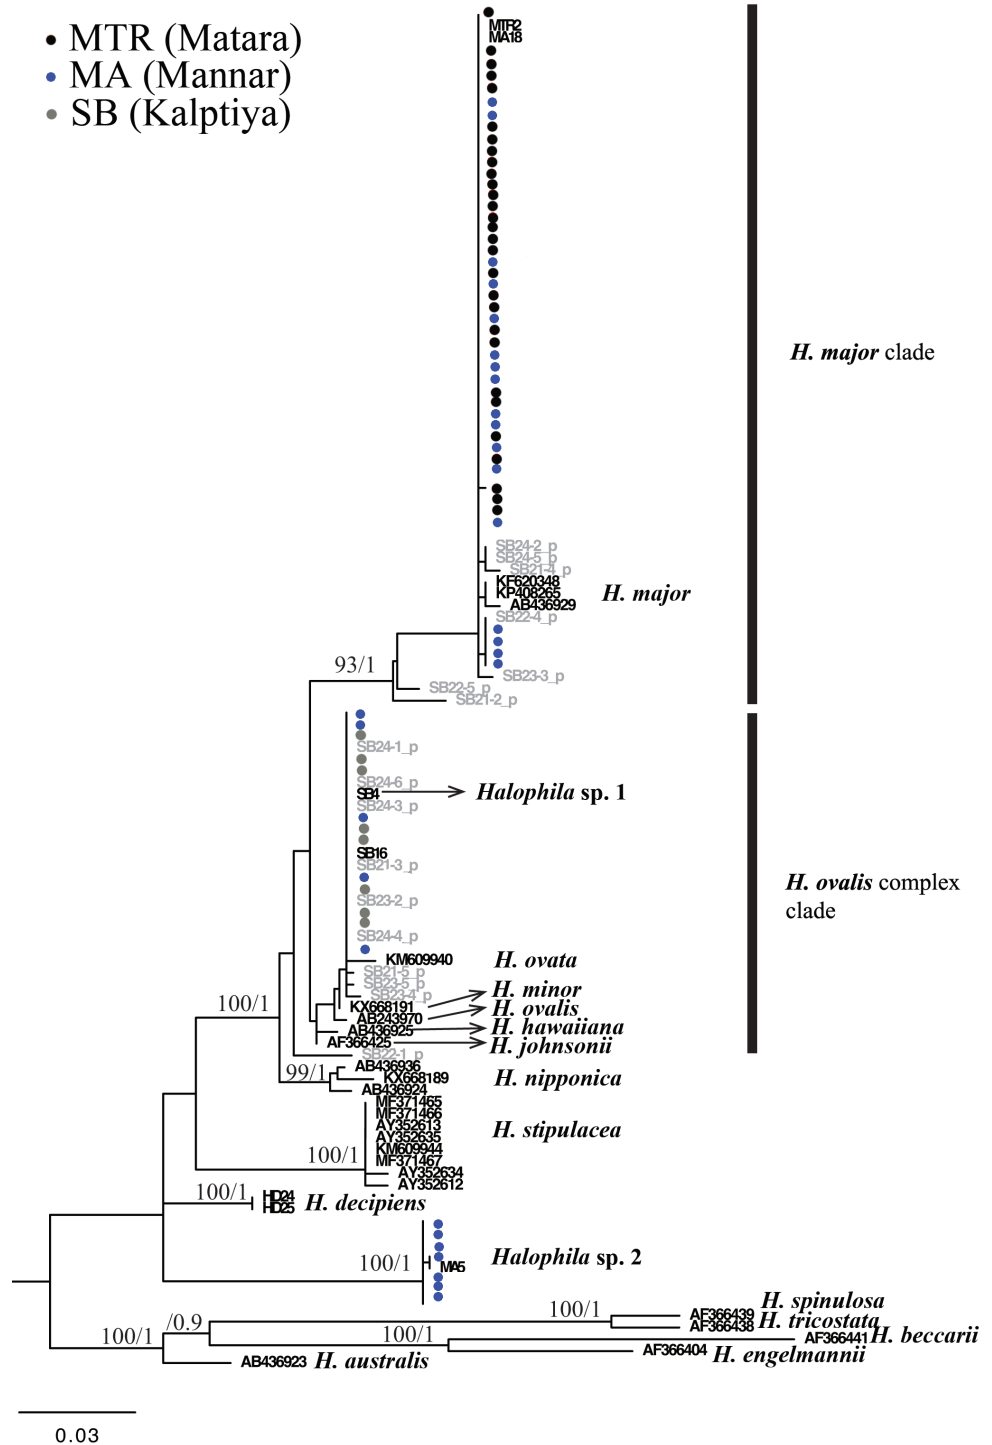 MTR (Matara)
MA (Mannar)
SB (Kalptiya)
MTR2
MA18
H. major clade
SB24-2_p
SB24-5_p
SB21-4_p
KF620348
KP408265
H. major
AB436929
SB22-4_p
93/1
SB23-3_p
SB22-5_p
SB21-2_p
SB24-1_p
SB24-6_p
SB4
Halophila sp. 1
SB24-3_p
SB16
SB21-3_p
H. ovalis complex
clade
SB23-2_p
SB24-4_p
KM609940
H. ovata
SB21-5_p
SB23-5_p
SB23-4_p
H. minor
100/1
KX668191
H. ovalis
AB243970
H. hawaiiana
AB436925
AF366425
H. johnsonii
SB22-1_p
99/1
AB436936
KX668189
H. nipponica
AB436924
MF371465
MF371466
AY352613
H. stipulacea
AY352635
KM609944
100/1
MF371467
AY352634
AY352612
100/1
HD24
HD25
H. decipiens
100/1
MA5
Halophila sp. 2
H. spinulosa
100/1
AF366439
/0.9
AF366438
H. tricostata
100/1
100/1
AF366441
H. beccarii
AF366404
H. engelmannii
AB436923
H. australis
0.03